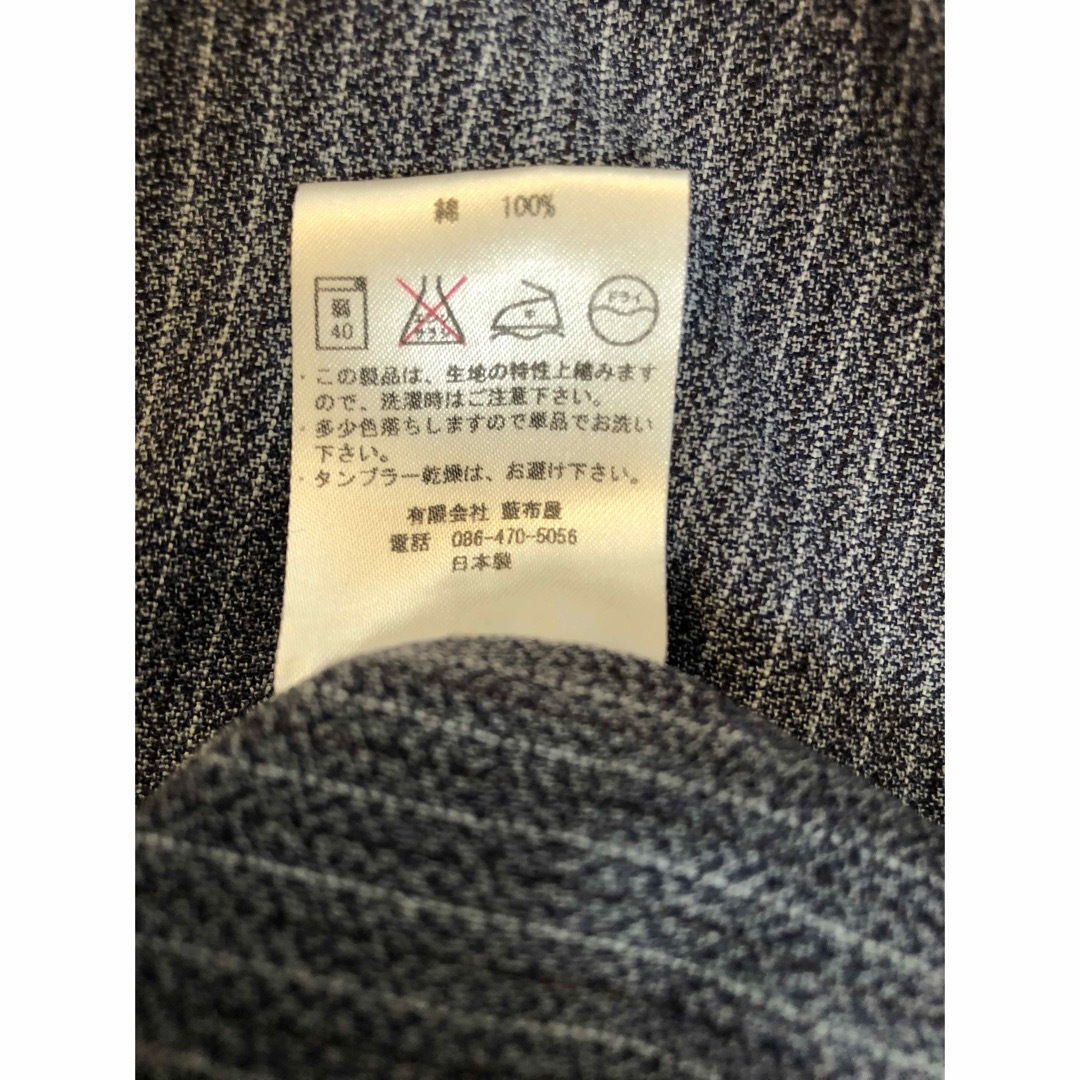 綿 100%
弱
40
ドライ
・この製品は、生地の特性上縮みます
ので、洗濯時はご注意下さい。
・多少色落ちしますので単品でお洗い
下さい。
・タンブラー乾燥は、お避け下さい。
有限会社 藍布屋
電話 086-470-5056
日本製